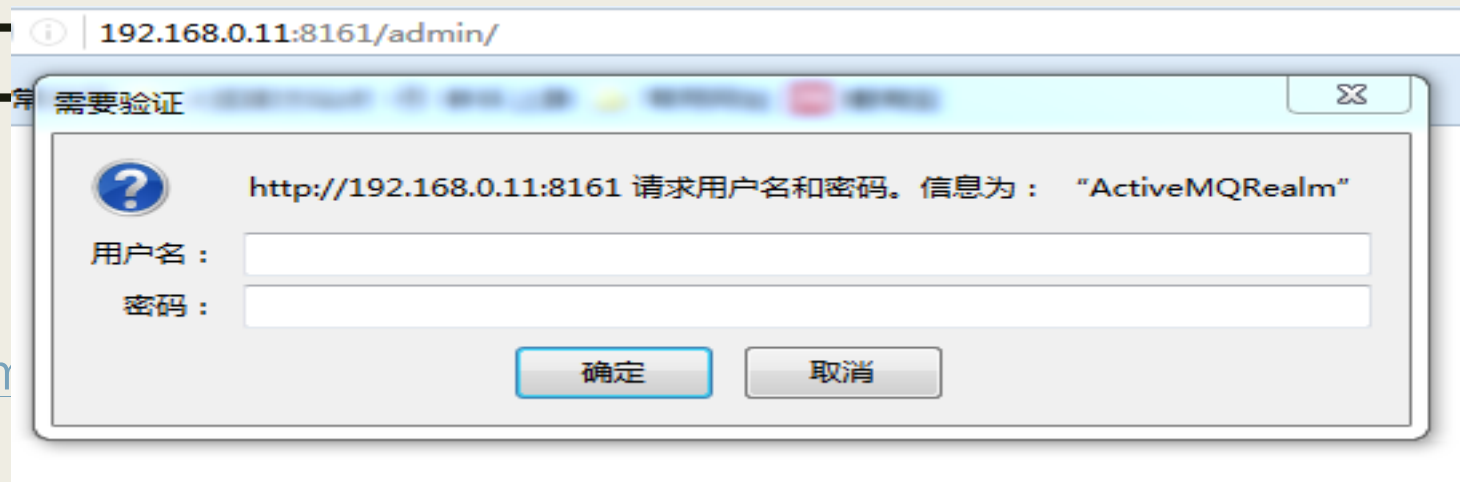 192.168.0.11:8161/admin/
常
需要验证
http://192.168.0.11:8161 请求用户名和密码。信息为： “ActiveMQRealm”
用户名：
密码：
确定
取消